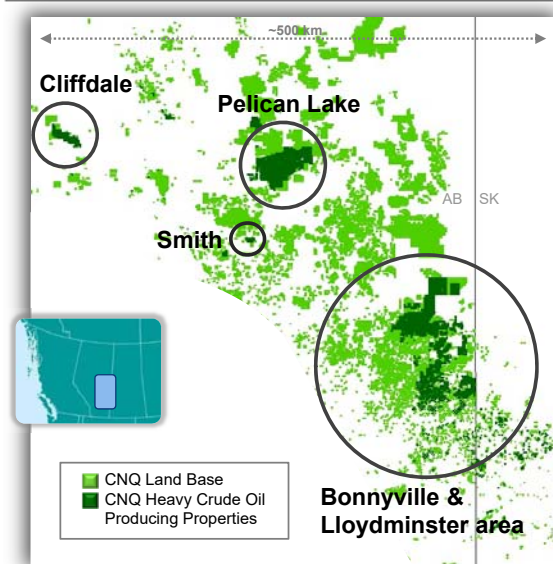 ~500 km
Cliffdale
Pelican Lake
AB SK
Smith
CNQ Land Base
CNQ Heavy Crude Oil
Producing Properties
Bonnyville &
Lloydminster area